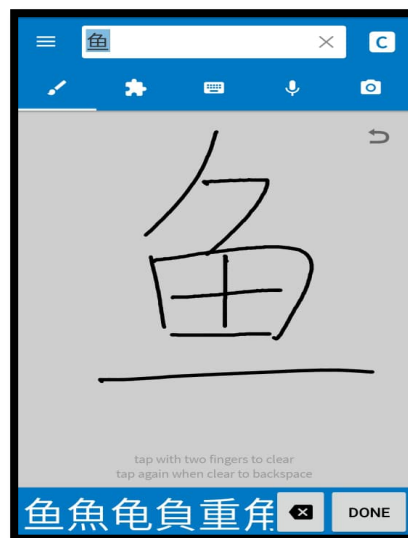 鱼
C
鱼
tap with two fingers to clear
tap again when clear to backspace
鱼魚龟負重角
DONE